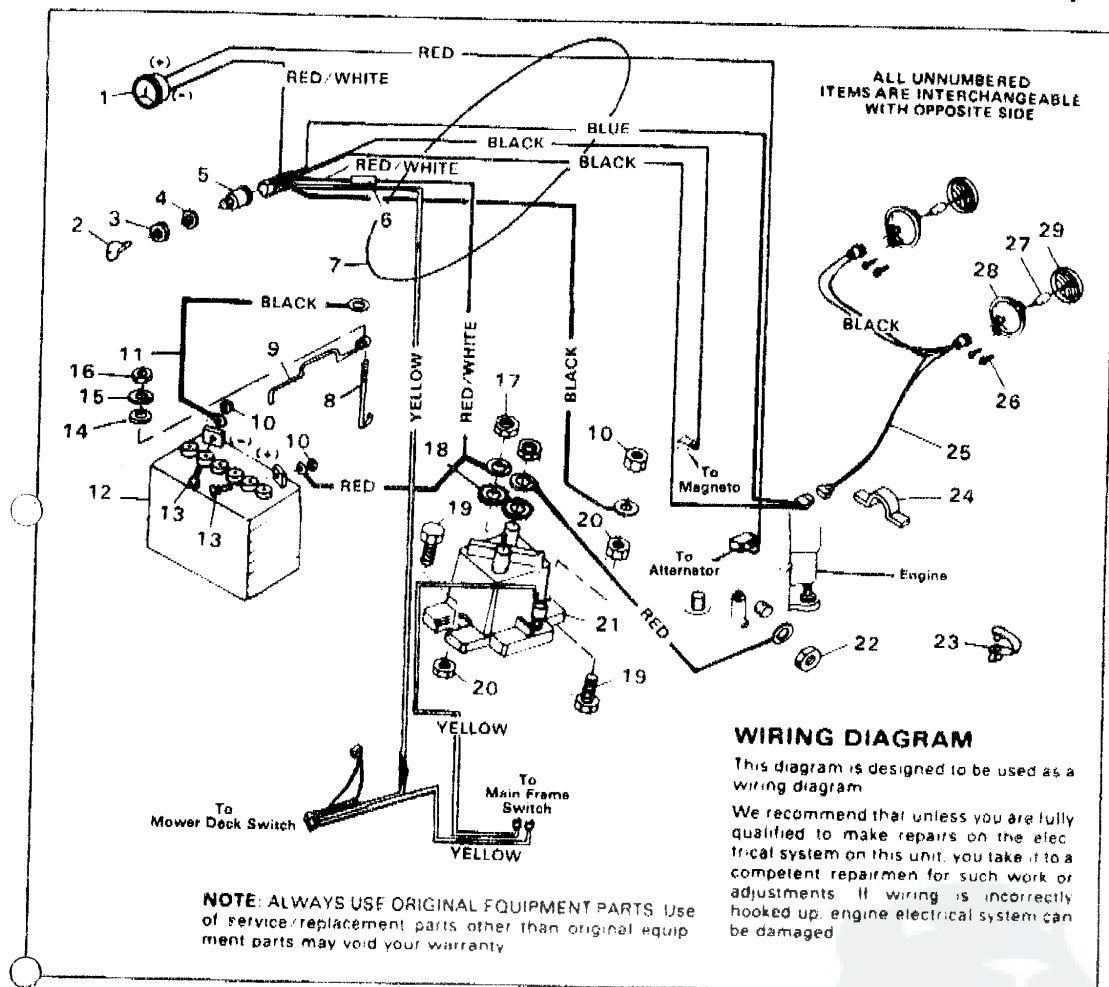 RED
(+)
RED/WHITE
1
(-)
ALL UNNUMBERED
ITEMS ARE INTERCHANGEABLE
WITH OPPOSITE SIDE
BLUE
BLACK
BLACK
RED/WHITE
5
4
3
2
6
7
29
27
28
BLACK
26
25
BLACK
9
11
16
15
14
10
8
(-)
(+)
10
12
13
13
RED
YELLOW
RED/WHITE
BLACK
17
18
19
10
20
To
Magneto
24
To
Alternator
Engine
21
RED
22
23
20
19
YELLOW
To
Mower Deck Switch
To
Main Frame
Switch
YELLOW
WIRING DIAGRAM
This diagram is designed to be used as a
wiring diagram
We recommend that unless you are fully
qualified to make repairs on the elec
trical system on this unit, you take it to a
competent repairmen for such work or
adjustments If wiring is incorrectly
hooked up, engine electrical system can
be damaged
NOTE: ALWAYS USE ORIGINAL EQUIPMENT PARTS Use
of service/replacement parts other than original equip
ment parts may void your warranty